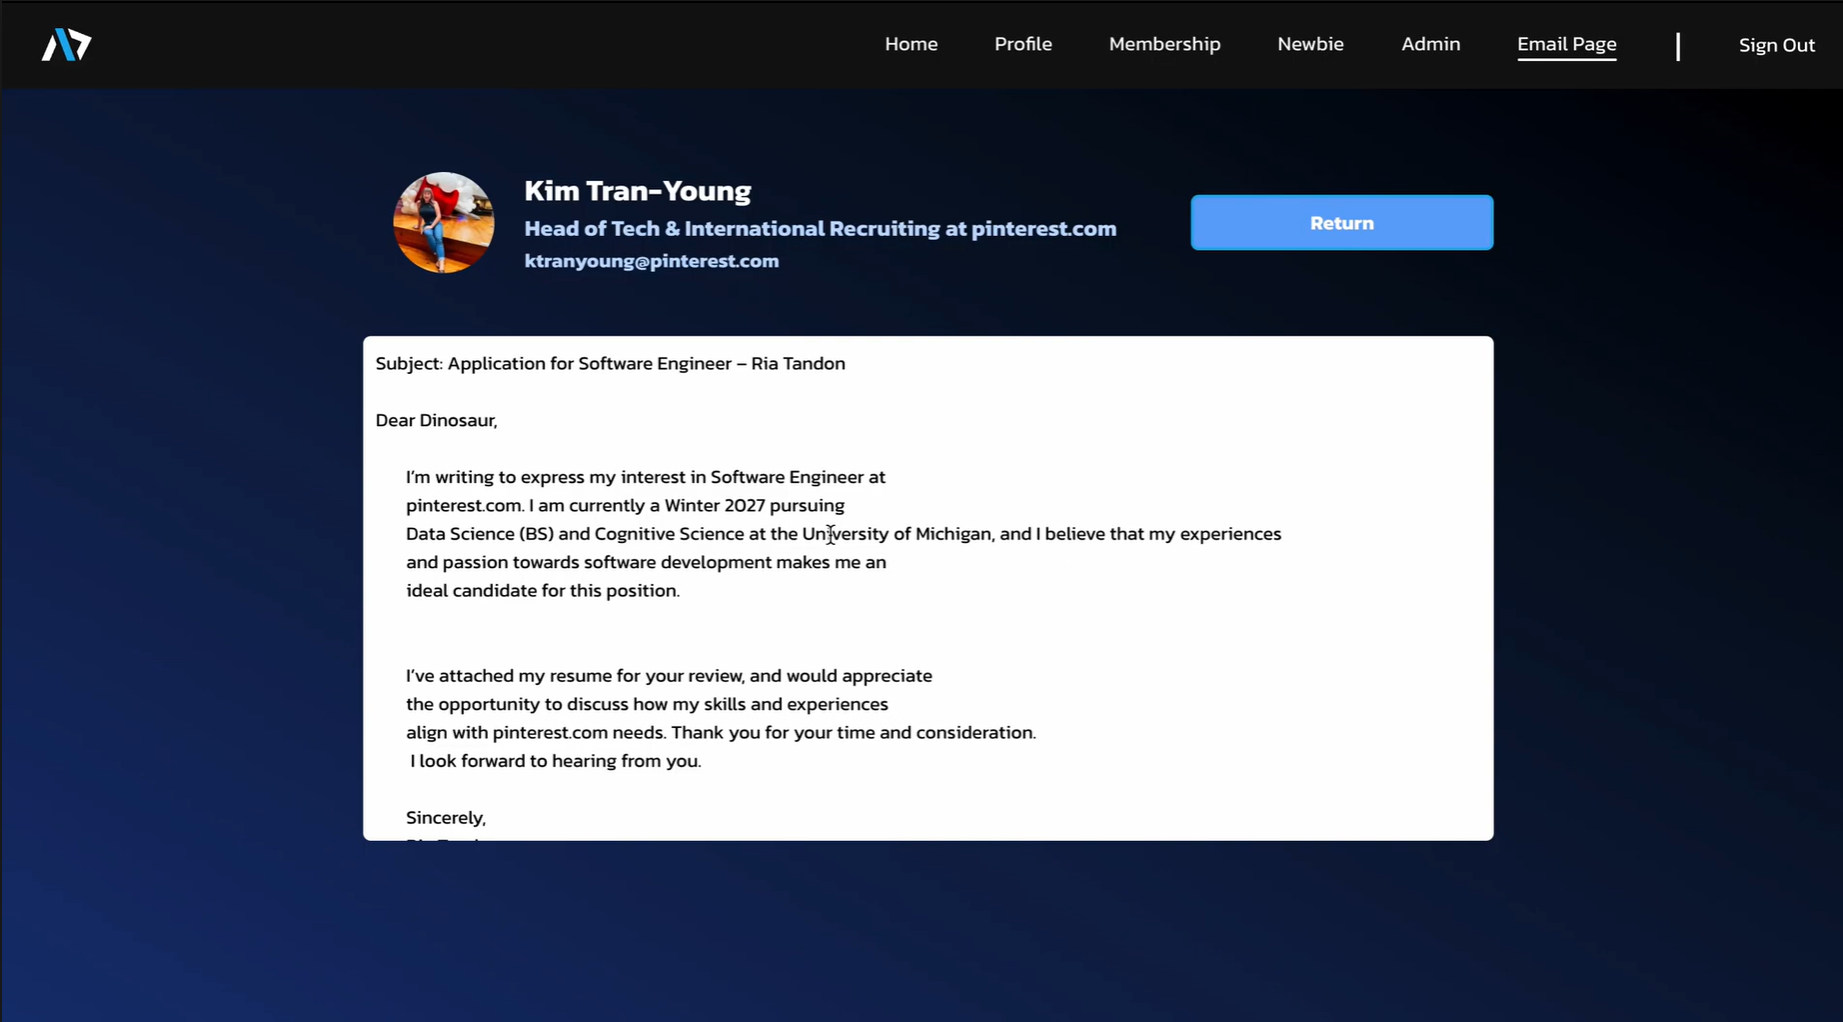 Home Profile Membership Newbie Admin Email Page | Sign Out
Kim Tran-Young
Head of Tech & International Recruiting at pinterest.com
ktranyoung@pinterest.com
Return
Subject: Application for Software Engineer – Ria Tandon
Dear Dinosaur,
I’m writing to express my interest in Software Engineer at
pinterest.com. I am currently a Winter 2027 pursuing
Data Science (BS) and Cognitive Science at the University of Michigan, and I believe that my experiences
and passion towards software development makes me an
ideal candidate for this position.
I’ve attached my resume for your review, and would appreciate
the opportunity to discuss how my skills and experiences
align with pinterest.com needs. Thank you for your time and consideration.
I look forward to hearing from you.
Sincerely,